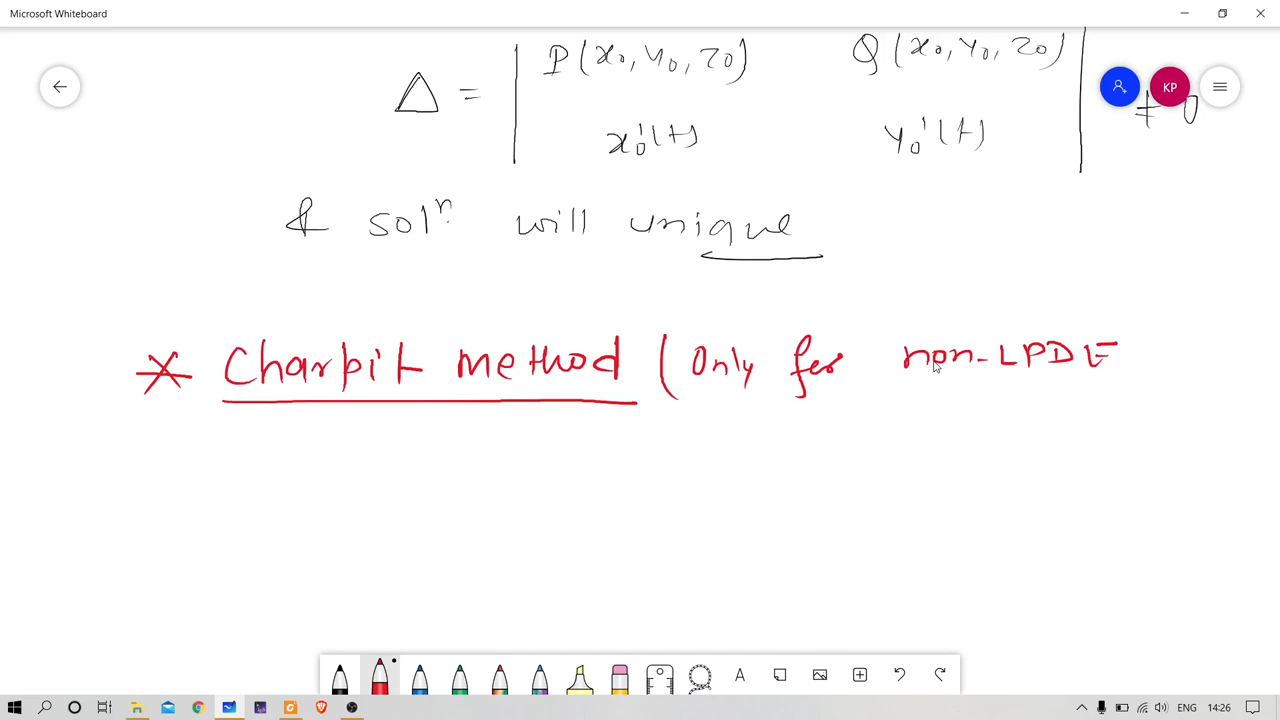 Microsoft Whiteboard
P(x₀, y₀, z₀) Q(x₀, y₀, z₀)
Δ = ≠ 0
KP
x₀'(t) y₀'(t)
& solⁿ will unique
* Charpit method (Only for non-LPDE
A
ENG 14:26